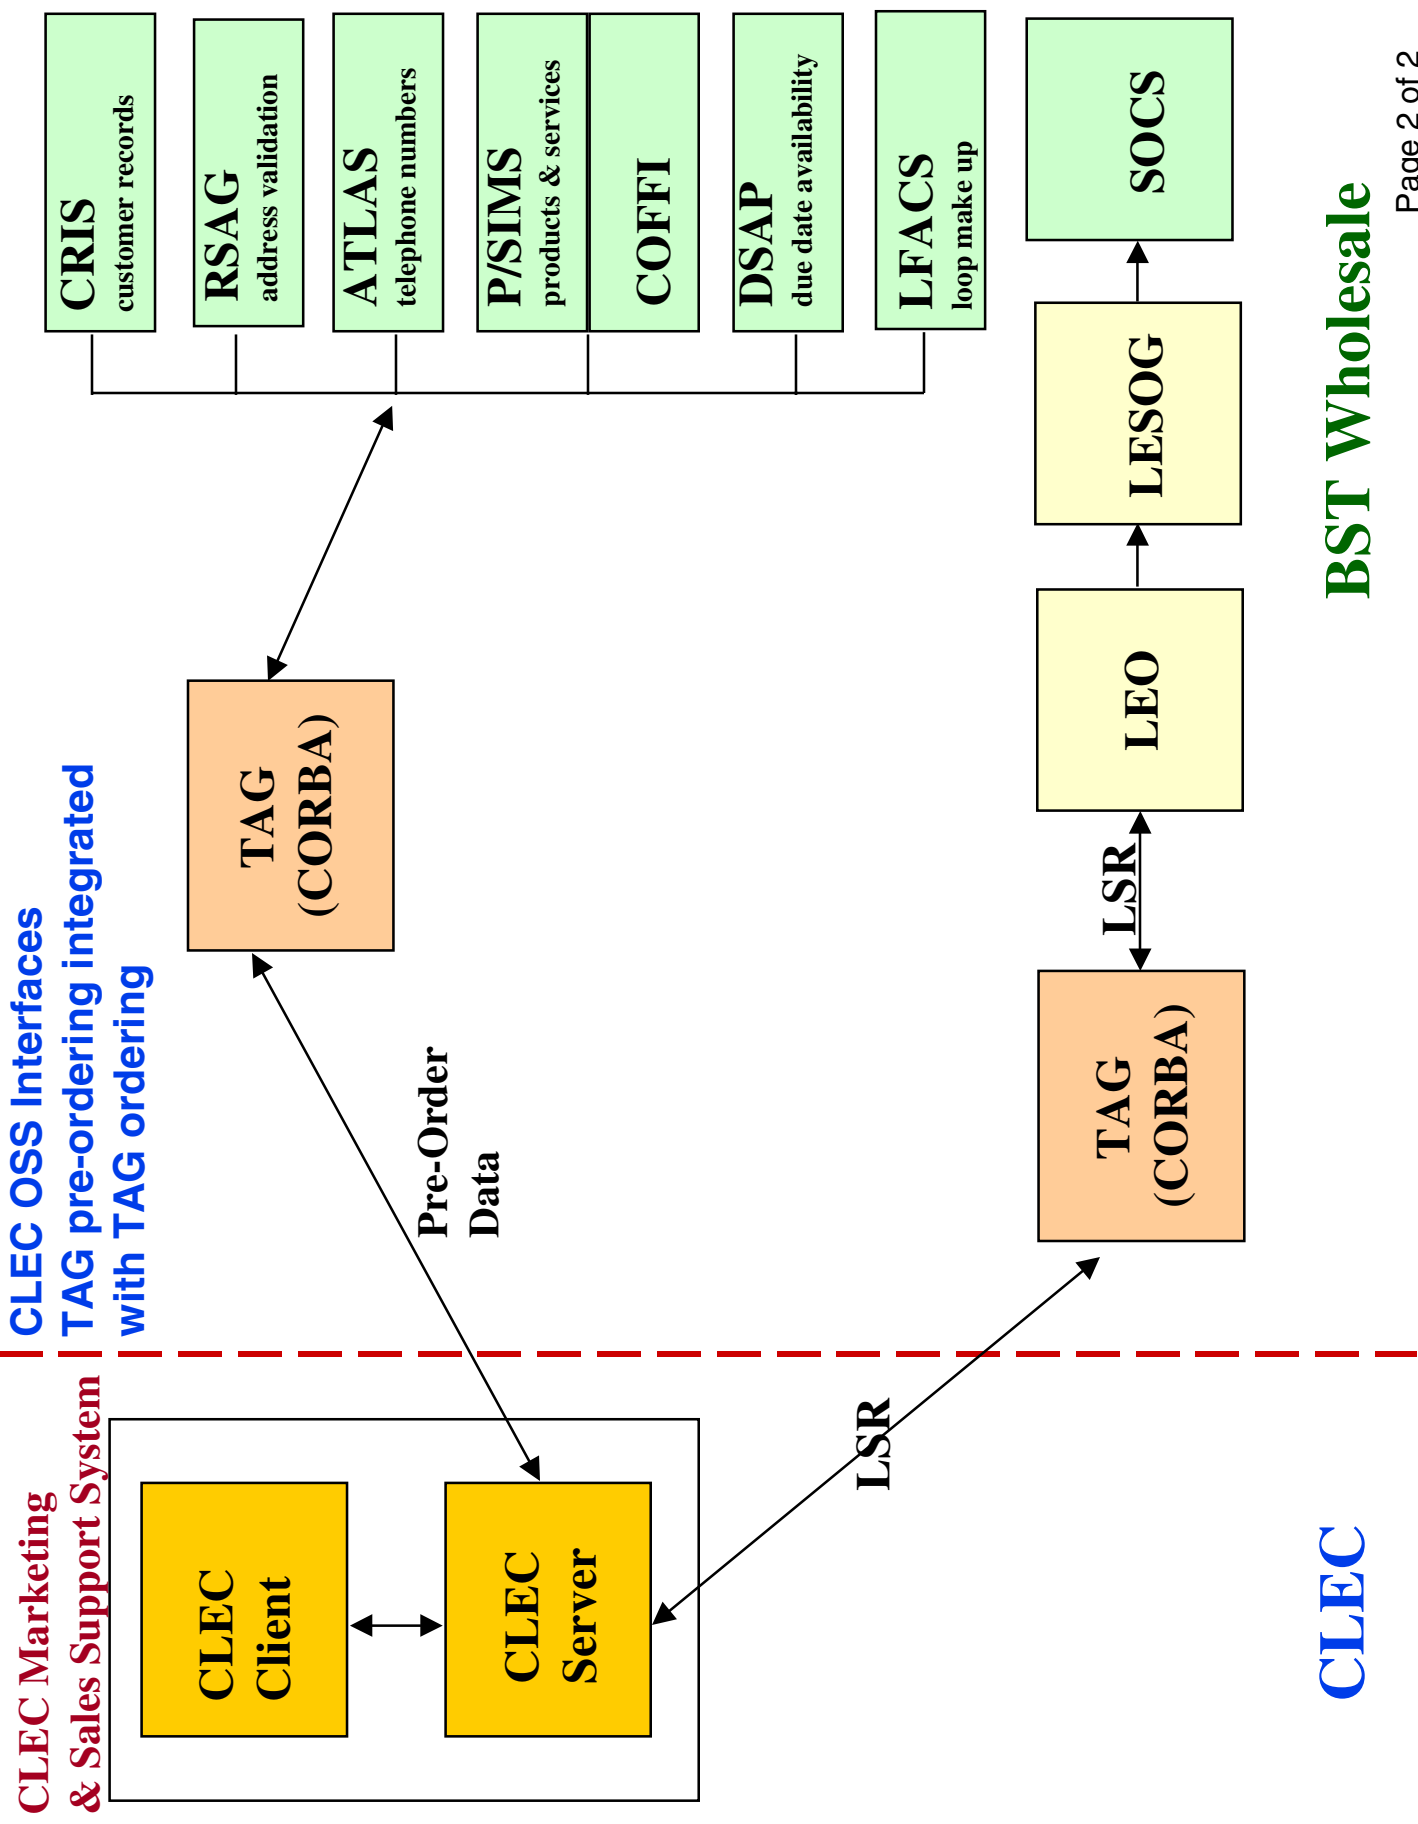 CLEC Marketing
& Sales Support System
CLEC OSS Interfaces
TAG pre-ordering integrated
with TAG ordering
CLEC
Client
CLEC
Server
Pre-Order
Data
LSR
TAG
(CORBA)
CRIS
customer records
RSAG
address validation
ATLAS
telephone numbers
P/SIMS
products & services
COFFI
DSAP
due date availability
LFACS
loop make up
TAG
(CORBA)
LSR
LEO
LESOG
SOCS
CLEC
BST Wholesale
Page 2 of 2